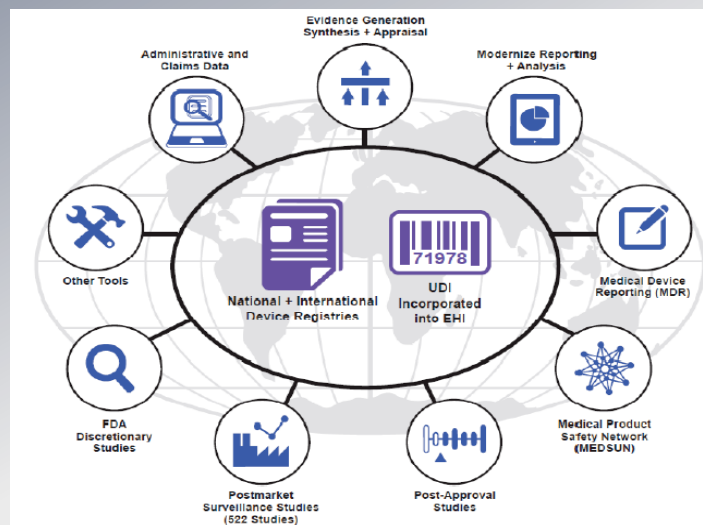 Evidence Generation
Synthesis + Appraisal
Administrative and
Claims Data
Modernize Reporting
+ Analysis
Other Tools
National + International
Device Registries
71978
UDI
Incorporated
into EHI
Medical Device
Reporting (MDR)
FDA
Discretionary
Studies
Postmarket
Surveillance Studies
(522 Studies)
Post-Approval
Studies
Medical Product
Safety Network
(MEDSUN)